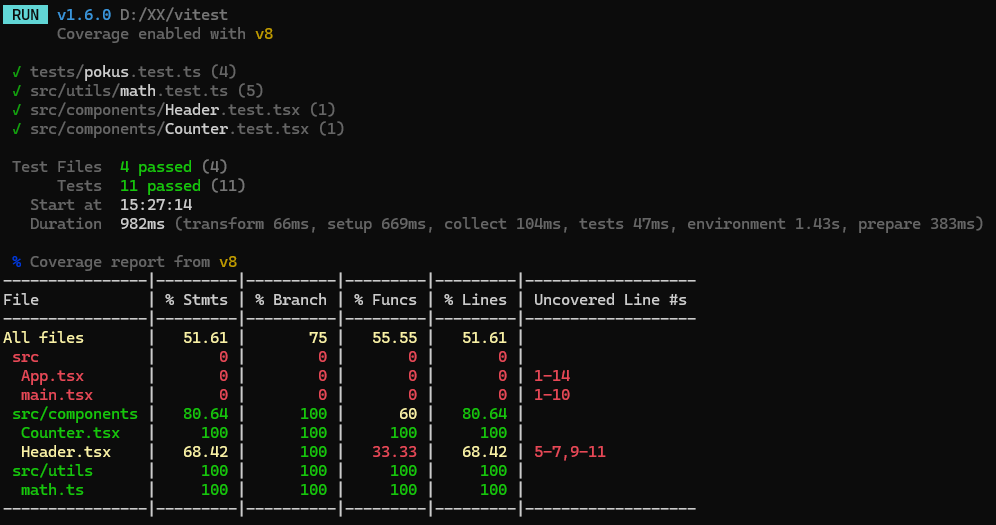 RUN  v1.6.0 D:/XX/vitest
      Coverage enabled with v8

 ✓ tests/pokus.test.ts (4)
 ✓ src/utils/math.test.ts (5)
 ✓ src/components/Header.test.tsx (1)
 ✓ src/components/Counter.test.tsx (1)

 Test Files  4 passed (4)
      Tests  11 passed (11)
   Start at  15:27:14
   Duration  982ms (transform 66ms, setup 669ms, collect 104ms, tests 47ms, environment 1.43s, prepare 383ms)

 % Coverage report from v8
----------------|---------|----------|---------|---------|-------------------
File            | % Stmts | % Branch | % Funcs | % Lines | Uncovered Line #s
----------------|---------|----------|---------|---------|-------------------
All files       |   51.61 |       75 |   55.55 |   51.61 |
 src            |       0 |        0 |       0 |       0 |
  App.tsx       |       0 |        0 |       0 |       0 | 1-14
  main.tsx      |       0 |        0 |       0 |       0 | 1-10
 src/components |   80.64 |      100 |      60 |   80.64 |
  Counter.tsx   |     100 |      100 |     100 |     100 |
  Header.tsx    |   68.42 |      100 |   33.33 |   68.42 | 5-7,9-11
 src/utils      |     100 |      100 |     100 |     100 |
  math.ts       |     100 |      100 |     100 |     100 |
----------------|---------|----------|---------|---------|-------------------